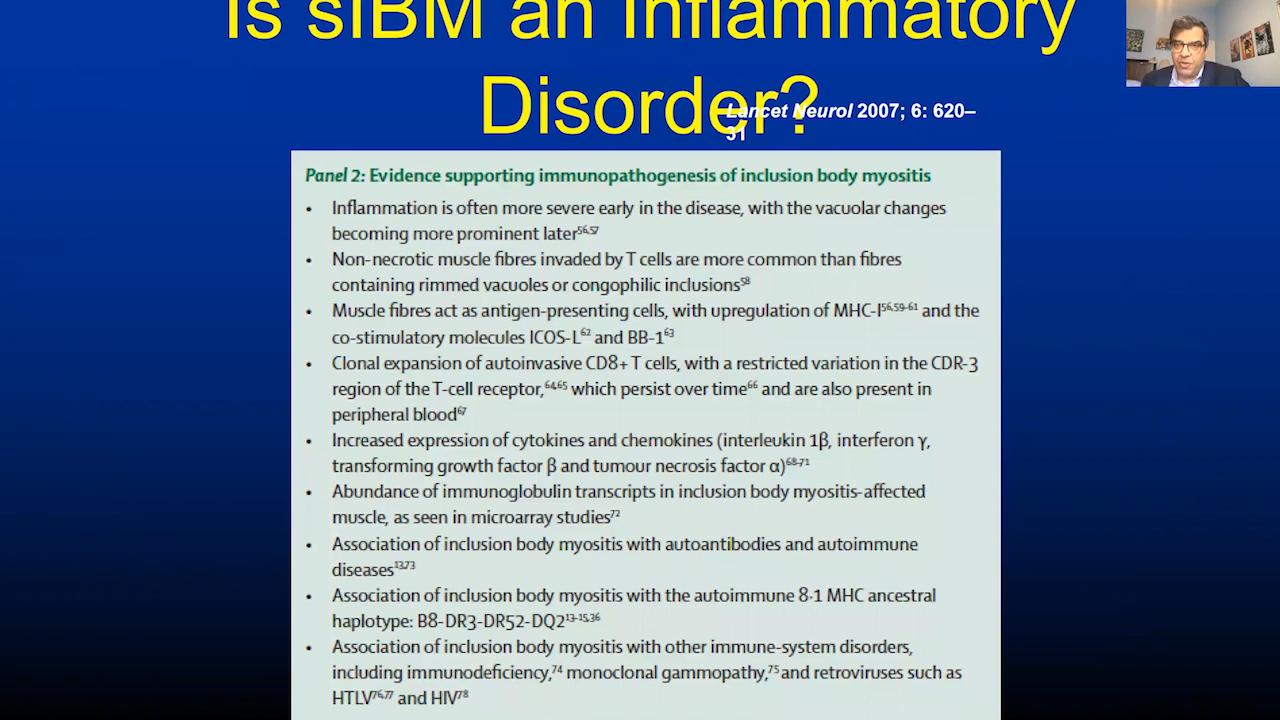 Is sIBM an Inflammatory
Disorder?
Lancet Neurol 2007; 6: 620–
31
Panel 2: Evidence supporting immunopathogenesis of inclusion body myositis
• Inflammation is often more severe early in the disease, with the vacuolar changes
becoming more prominent later56,57
• Non-necrotic muscle fibres invaded by T cells are more common than fibres
containing rimmed vacuoles or congophilic inclusions58
• Muscle fibres act as antigen-presenting cells, with upregulation of MHC-I56,59–61 and the
co-stimulatory molecules ICOS-L62 and BB-163
• Clonal expansion of autoinvasive CD8+ T cells, with a restricted variation in the CDR-3
region of the T-cell receptor,64,65 which persist over time66 and are also present in
peripheral blood67
• Increased expression of cytokines and chemokines (interleukin 1β, interferon γ,
transforming growth factor β and tumour necrosis factor α)68–71
• Abundance of immunoglobulin transcripts in inclusion body myositis-affected
muscle, as seen in microarray studies72
• Association of inclusion body myositis with autoantibodies and autoimmune
diseases13,73
• Association of inclusion body myositis with the autoimmune 8·1 MHC ancestral
haplotype: B8-DR3-DR52-DQ213–15,36
• Association of inclusion body myositis with other immune-system disorders,
including immunodeficiency,74 monoclonal gammopathy,75 and retroviruses such as
HTLV76,77 and HIV78